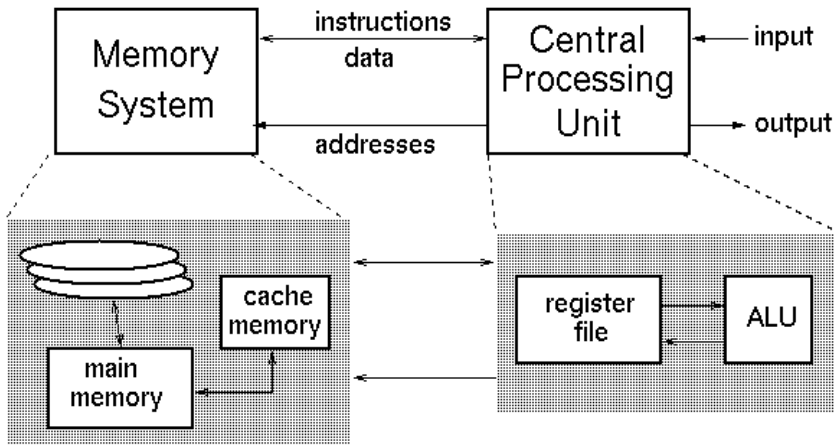 Memory
System
instructions
data
addresses
Central
Processing
Unit
input
output
cache
memory
main
memory
register
file
ALU